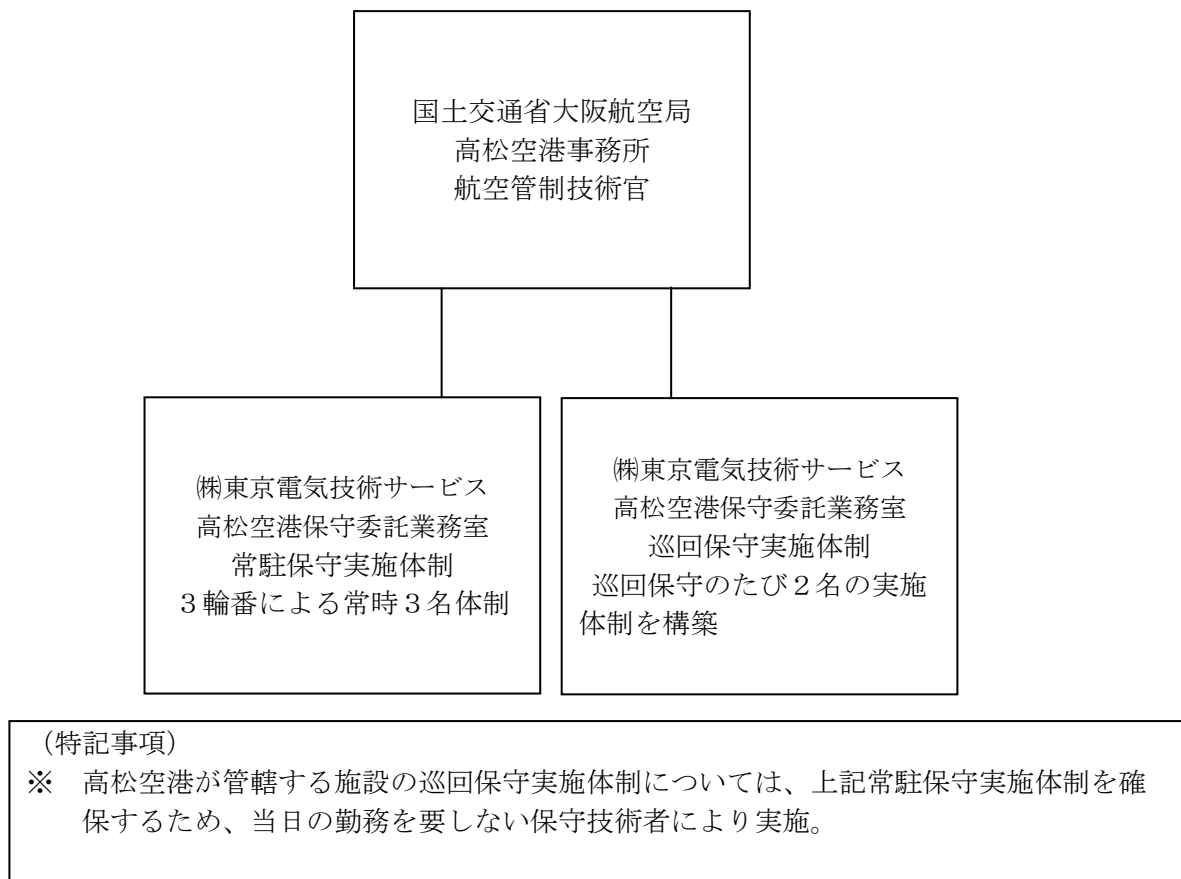 国土交通省大阪航空局
高松空港事務所
航空管制技術官
㈱東京電気技術サービス
高松空港保守委託業務室
常駐保守実施体制
３輪番による常時３名体制
㈱東京電気技術サービス
高松空港保守委託業務室
巡回保守実施体制
巡回保守のたび２名の実施
体制を構築
（特記事項）
※　高松空港が管轄する施設の巡回保守実施体制については、上記常駐保守実施体制を確
保するため、当日の勤務を要しない保守技術者により実施。